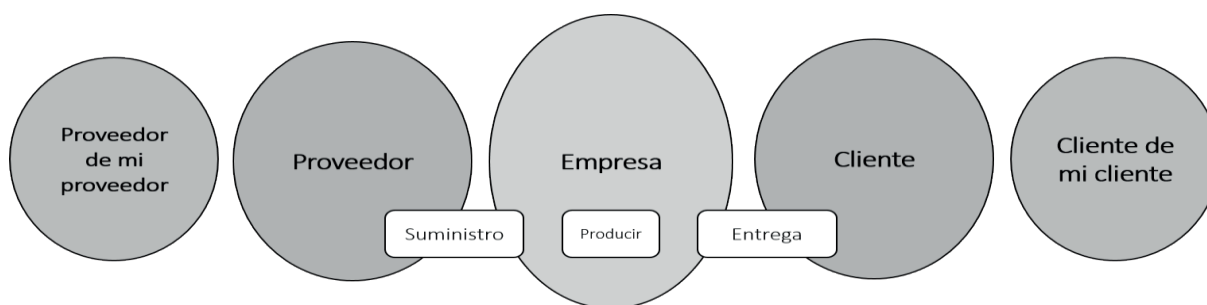 Proveedor
de mi
proveedor
Proveedor
Empresa
Cliente
Cliente de
mi cliente
Suministro
Producir
Entrega